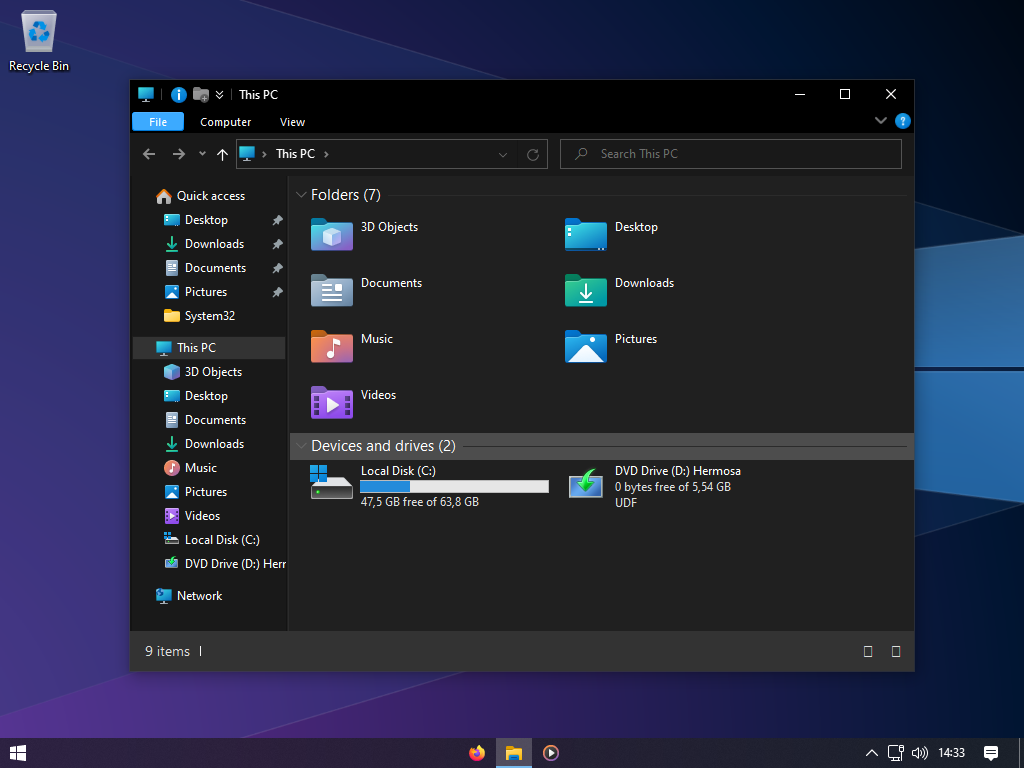 Recycle Bin
This PC
File
Computer
View
This PC
Search This PC
Quick access
Desktop
Downloads
Documents
Pictures
System32
This PC
3D Objects
Desktop
Documents
Downloads
Music
Pictures
Videos
Local Disk (C:)
DVD Drive (D:) Herr
Network
Folders (7)
3D Objects
Desktop
Documents
Downloads
Music
Pictures
Videos
Devices and drives (2)
Local Disk (C:)
47,5 GB free of 63,8 GB
DVD Drive (D:) Hermosa
0 bytes free of 5,54 GB
UDF
9 items
14:33